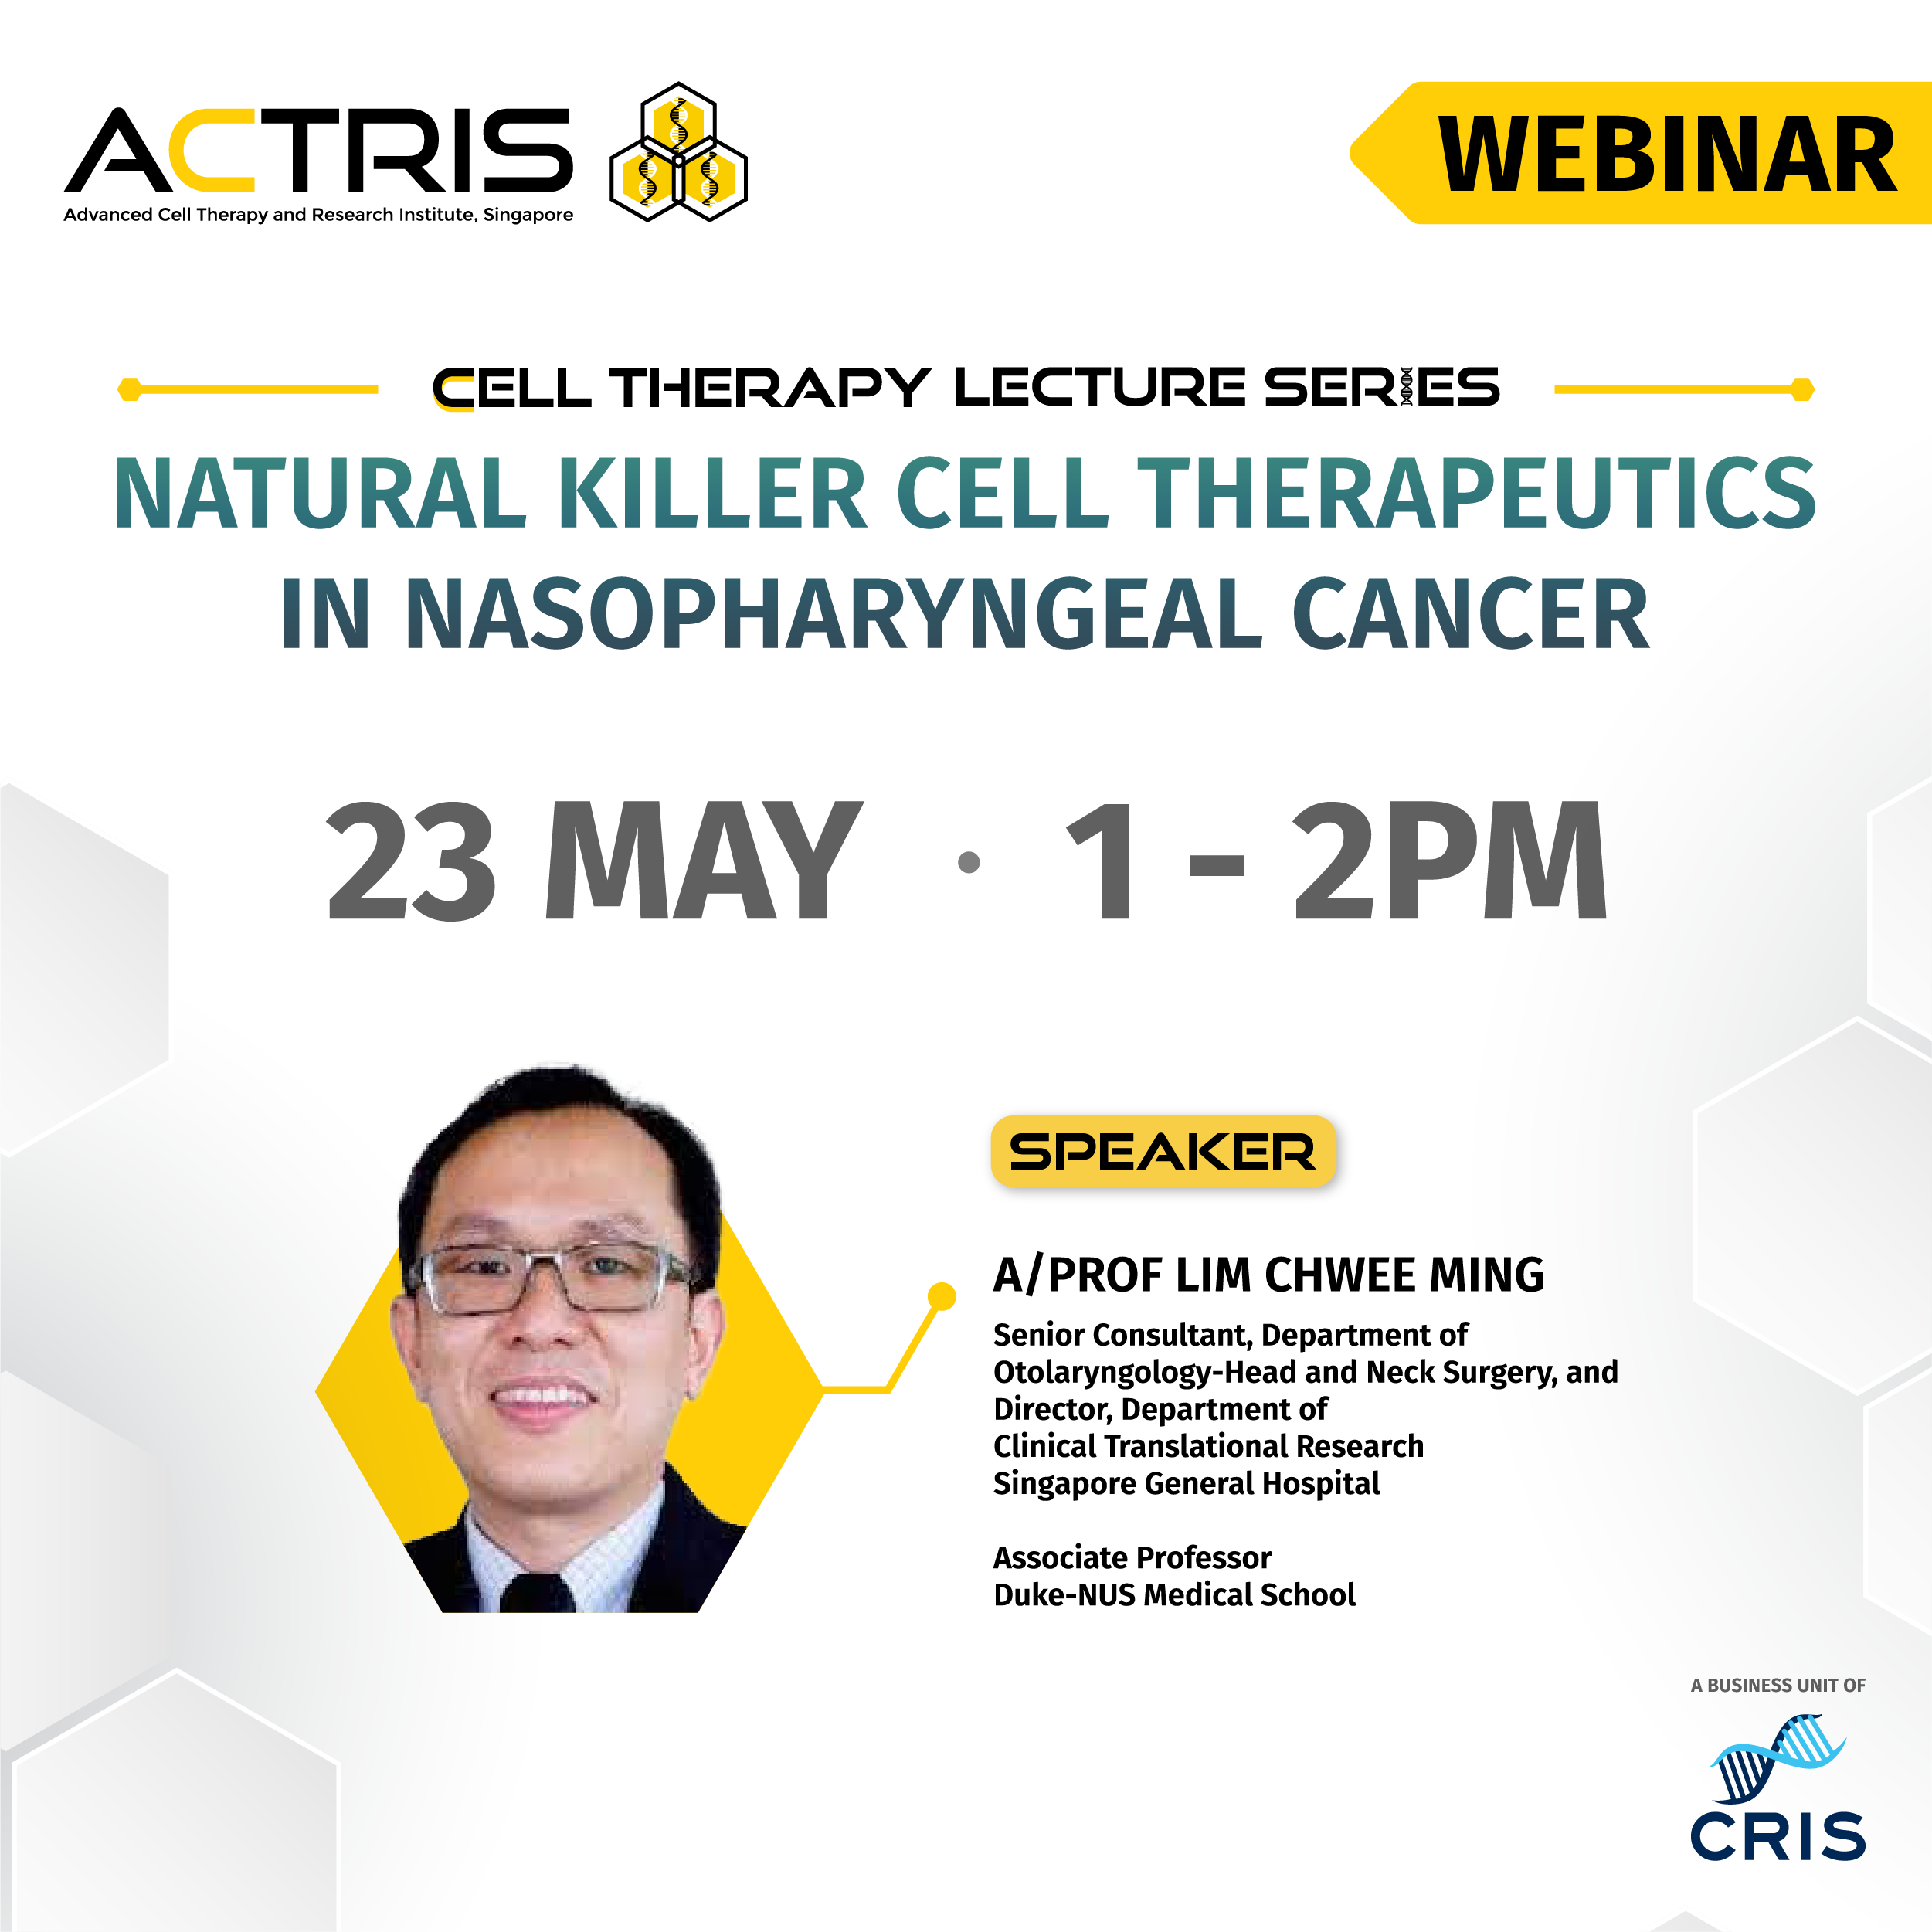 ACTRIS
Advanced Cell Therapy and Research Institute, Singapore
WEBINAR
CELL THERAPY LECTURE SERIES
NATURAL KILLER CELL THERAPEUTICS
IN NASOPHARYNGEAL CANCER
23 MAY · 1 - 2PM
SPEAKER
A/PROF LIM CHWEE MING
Senior Consultant, Department of
Otolaryngology-Head and Neck Surgery, and
Director, Department of
Clinical Translational Research
Singapore General Hospital
Associate Professor
Duke-NUS Medical School
A BUSINESS UNIT OF
CRIS